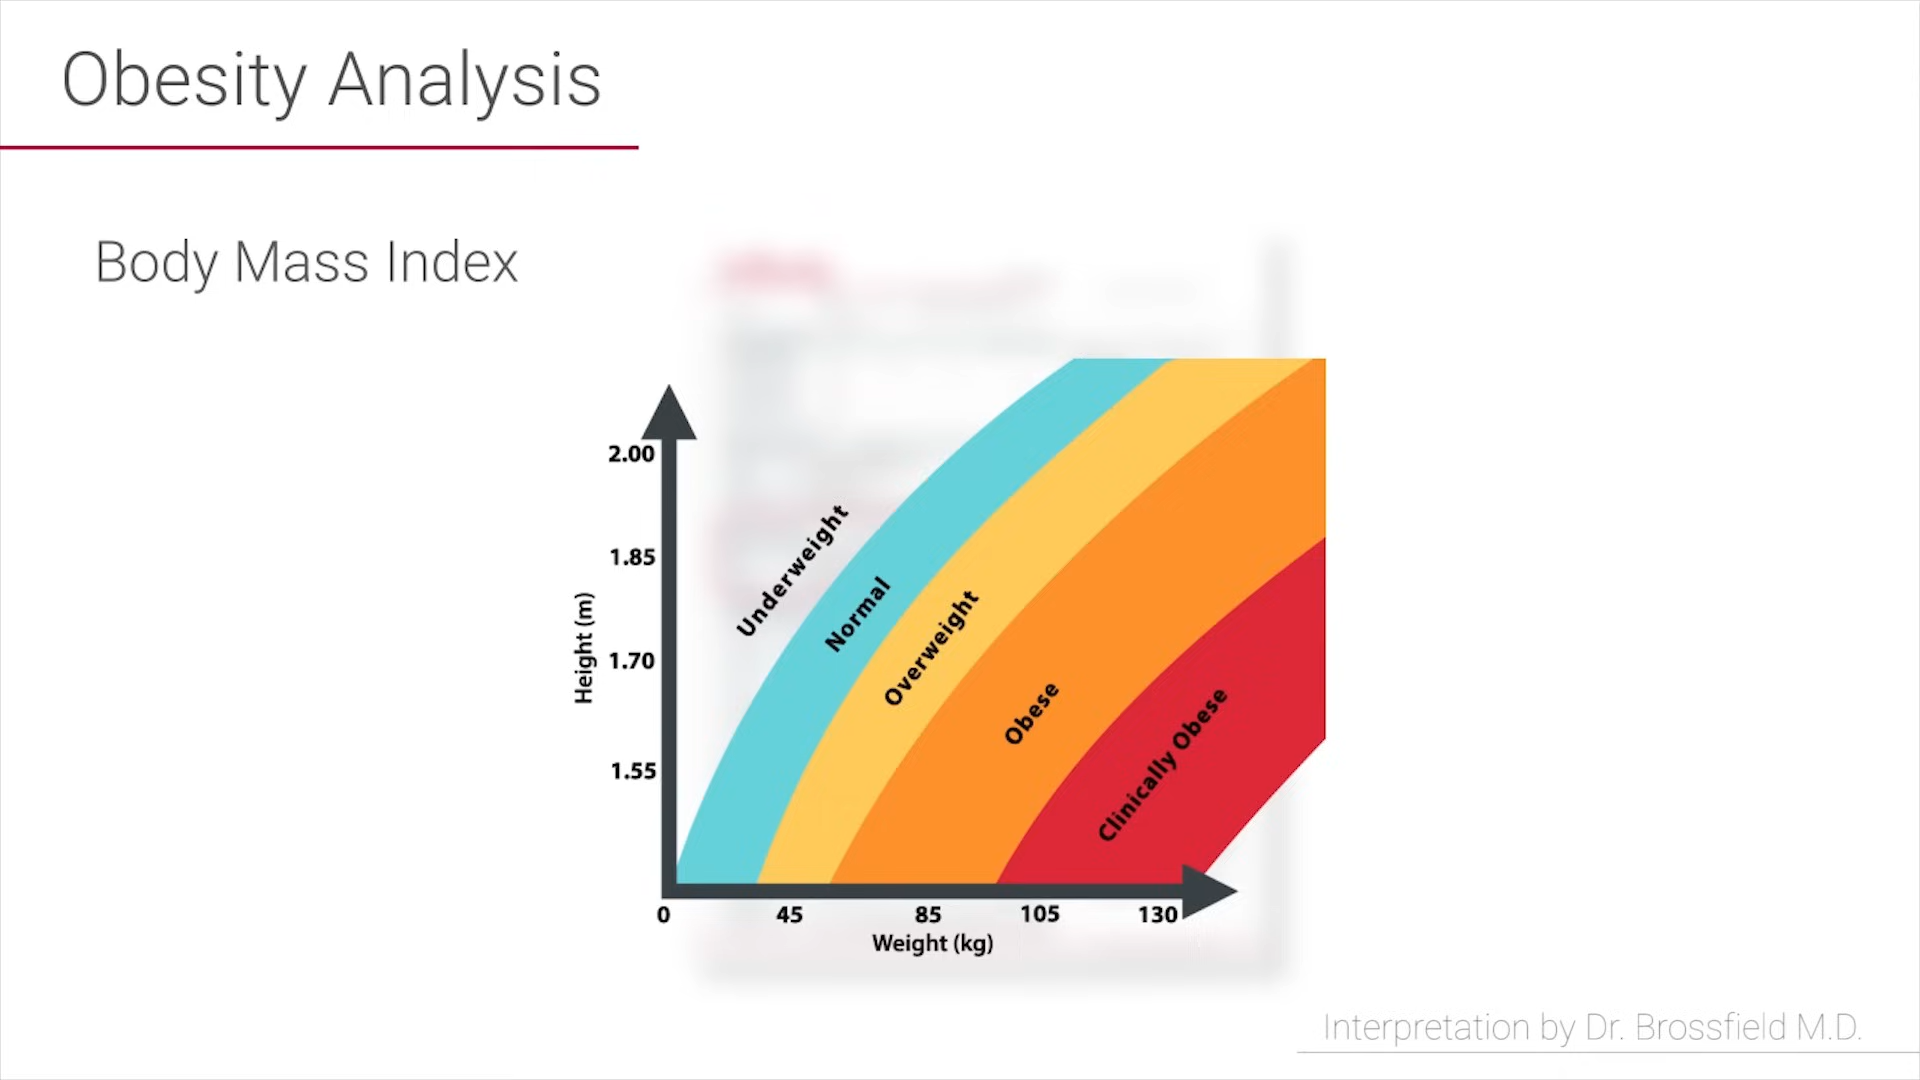 Obesity Analysis
Body Mass Index
2.00
1.85
1.70
1.55
Height (m)
Underweight
Normal
Overweight
Obese
Clinically Obese
0 45 85 105 130
Weight (kg)
Interpretation by Dr. Brossfield M.D.